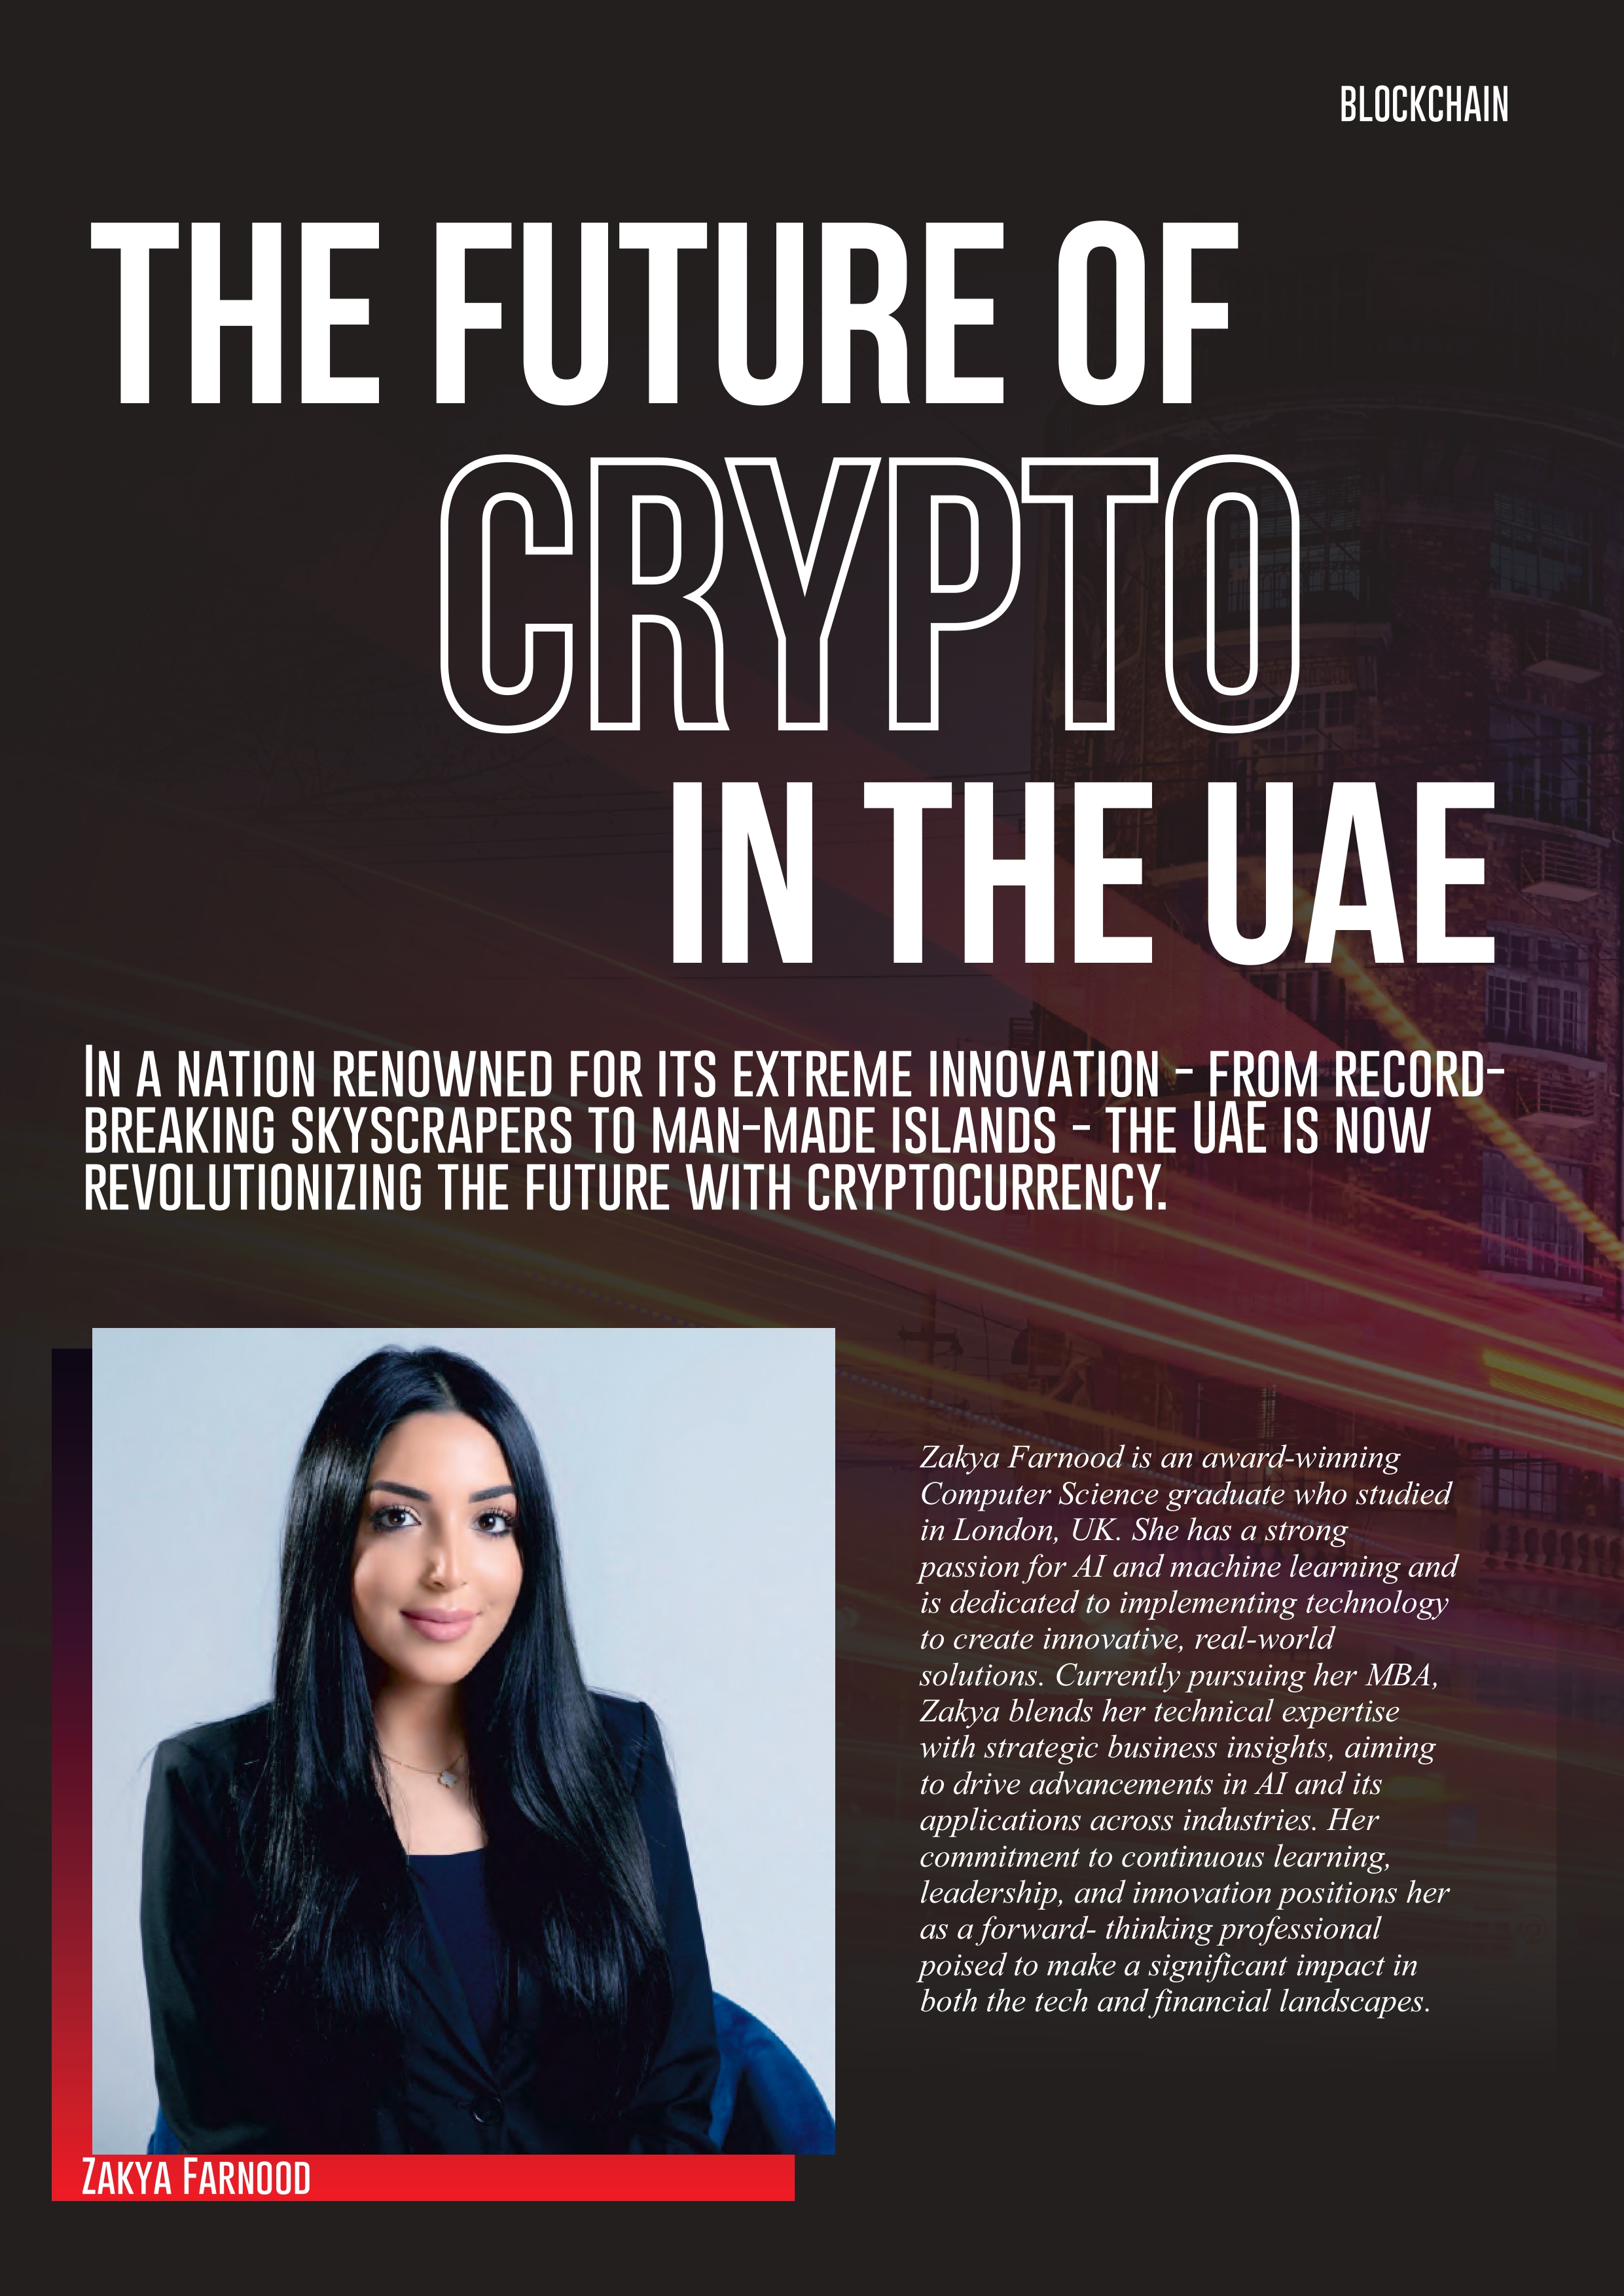 BLOCKCHAIN
THE FUTURE OF
CRYPTO
IN THE UAE
In a nation renowned for its extreme innovation - from record-
breaking skyscrapers to man-made islands - the UAE is now
revolutionizing the future with cryptocurrency.
Zakya Farnood is an award-winning
Computer Science graduate who studied
in London, UK. She has a strong
passion for AI and machine learning and
is dedicated to implementing technology
to create innovative, real-world
solutions. Currently pursuing her MBA,
Zakya blends her technical expertise
with strategic business insights, aiming
to drive advancements in AI and its
applications across industries. Her
commitment to continuous learning,
leadership, and innovation positions her
as a forward- thinking professional
poised to make a significant impact in
both the tech and financial landscapes.
Zakya Farnood